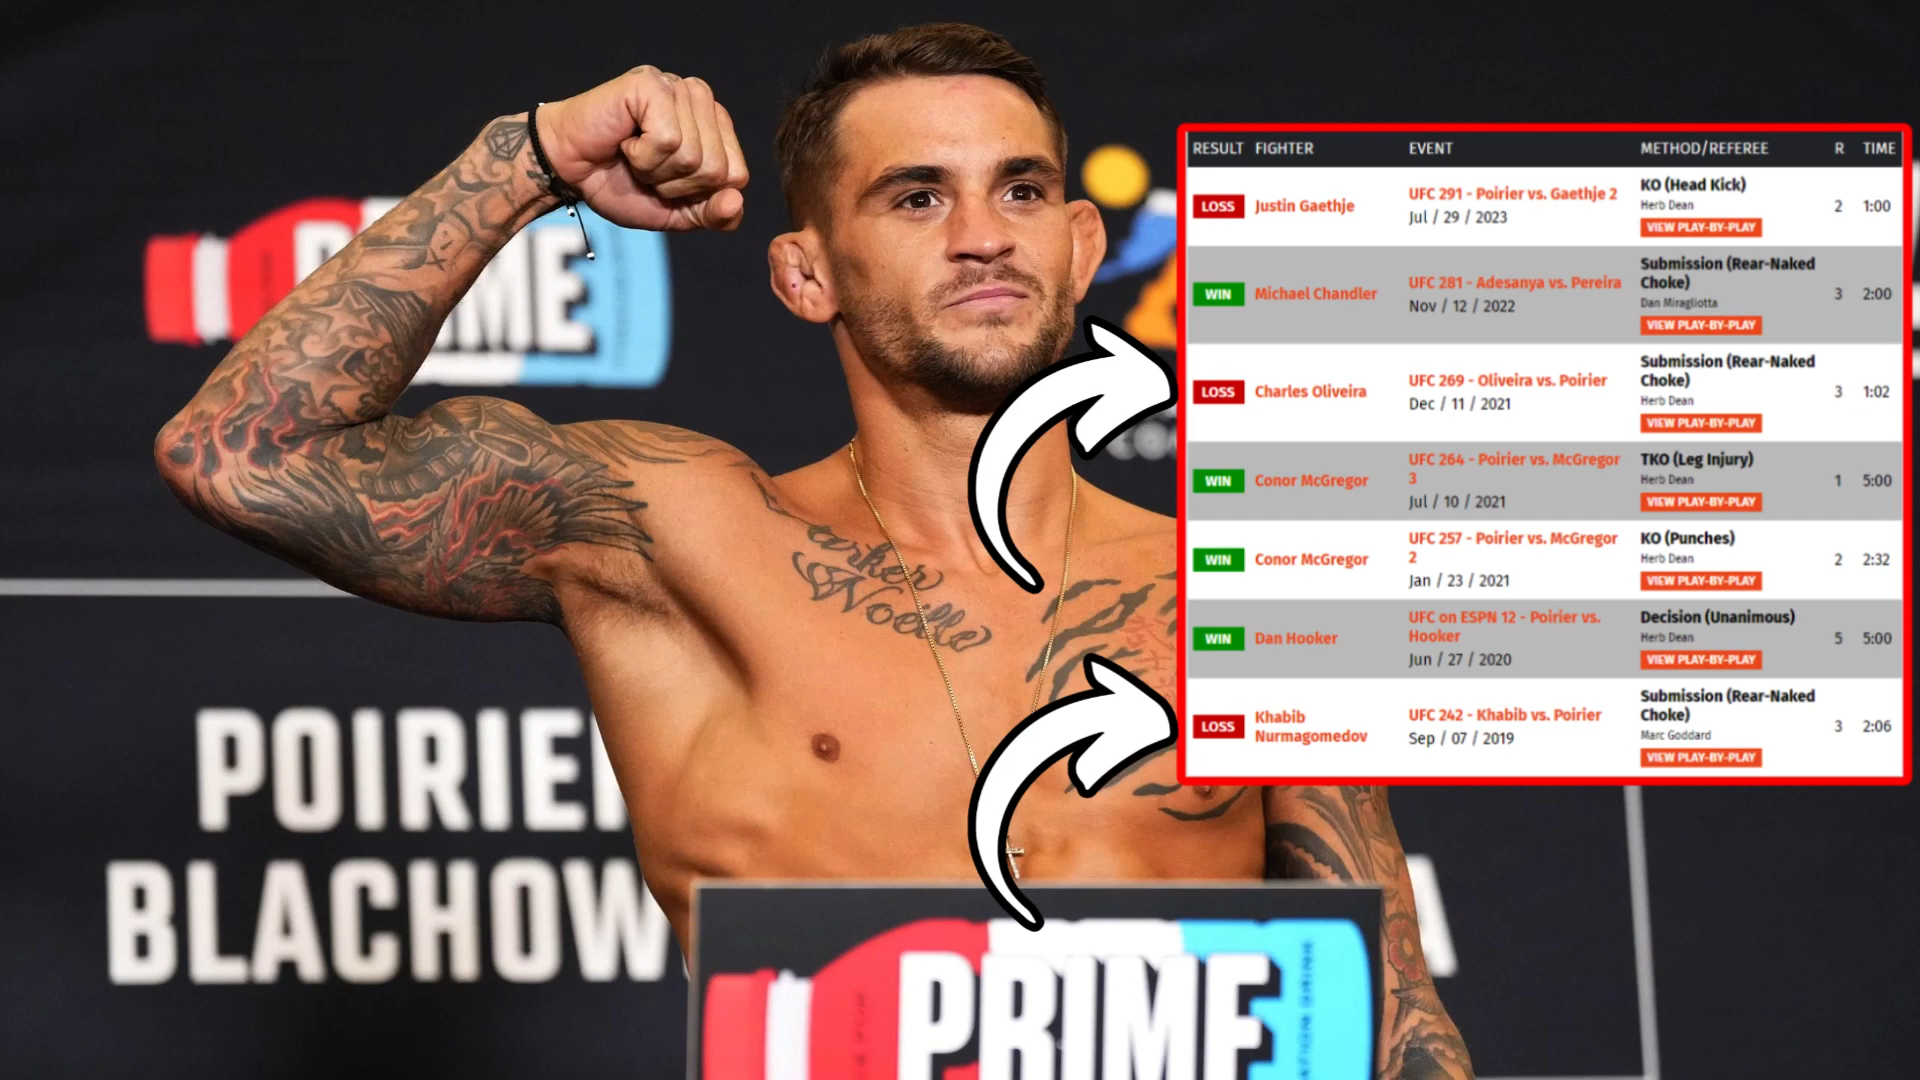 PRIME
POIRIE
BLACHOW
Parker
Noelle
PRIME
RESULT FIGHTER EVENT METHOD/REFEREE R TIME
LOSS Justin Gaethje UFC 291 - Poirier vs. Gaethje 2 KO (Head Kick) 2 1:00
Jul / 29 / 2023 Herb Dean
VIEW PLAY-BY-PLAY
WIN Michael Chandler UFC 281 - Adesanya vs. Pereira Submission (Rear-Naked 3 2:00
Nov / 12 / 2022 Choke)
Dan Miragliotta
VIEW PLAY-BY-PLAY
LOSS Charles Oliveira UFC 269 - Oliveira vs. Poirier Submission (Rear-Naked 3 1:02
Dec / 11 / 2021 Choke)
Herb Dean
VIEW PLAY-BY-PLAY
WIN Conor McGregor UFC 264 - Poirier vs. McGregor TKO (Leg Injury) 1 5:00
3 Herb Dean
Jul / 10 / 2021 VIEW PLAY-BY-PLAY
WIN Conor McGregor UFC 257 - Poirier vs. McGregor KO (Punches) 2 2:32
2 Herb Dean
Jan / 23 / 2021 VIEW PLAY-BY-PLAY
WIN Dan Hooker UFC on ESPN 12 - Poirier vs. Decision (Unanimous) 5 5:00
Hooker Herb Dean
Jun / 27 / 2020 VIEW PLAY-BY-PLAY
LOSS Khabib UFC 242 - Khabib vs. Poirier Submission (Rear-Naked 3 2:06
Nurmagomedov Sep / 07 / 2019 Choke)
Marc Goddard
VIEW PLAY-BY-PLAY